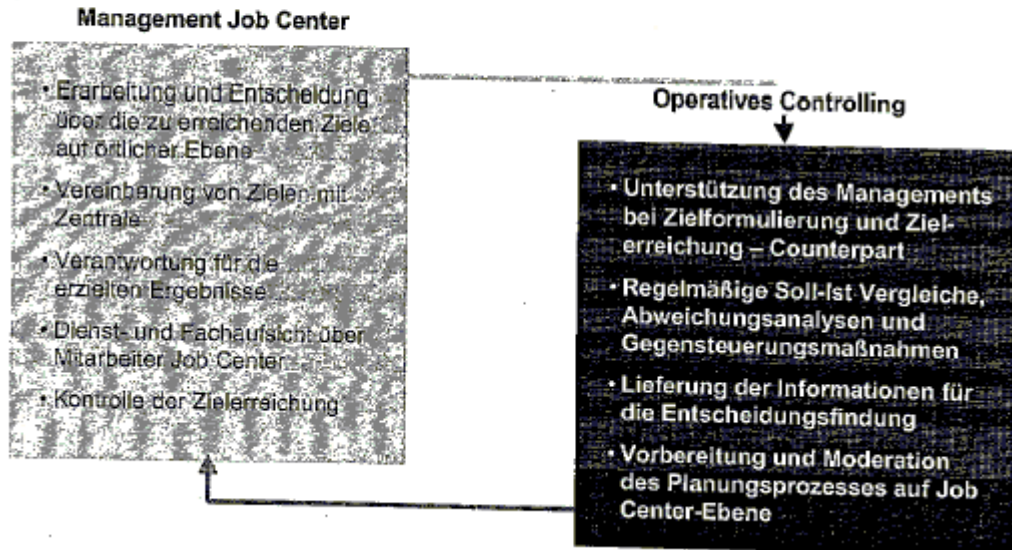 Management Job Center
• Erarbeitung und Entscheidung
über die zu erreichenden Ziele
auf örtlicher Ebene
• Vereinbarung von Zielen mit
Zentrale
• Verantwortung für die
erzielten Ergebnisse
• Dienst- und Fachaufsicht über
Mitarbeiter Job Center
• Kontrolle der Zielerreichung
Operatives Controlling
• Unterstützung des Managements
bei Zielformulierung und Ziel-
erreichung – Counterpart
• Regelmäßige Soll-Ist Vergleiche,
Abweichungsanalysen und
Gegensteuerungsmaßnahmen
• Lieferung der Informationen für
die Entscheidungsfindung
• Vorbereitung und Moderation
des Planungsprozesses auf Job
Center-Ebene